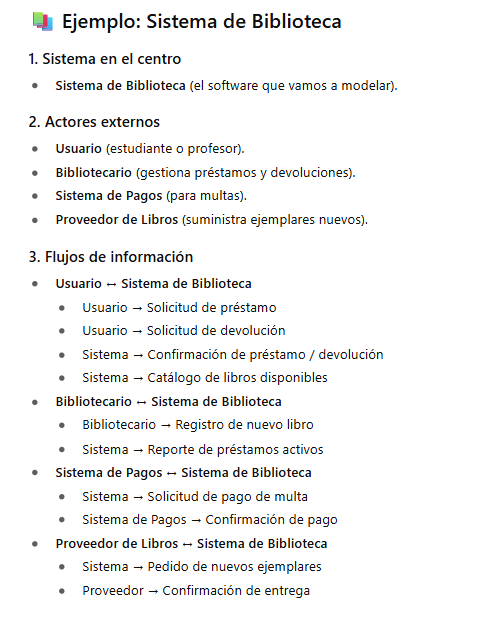 Ejemplo: Sistema de Biblioteca
1. Sistema en el centro
• Sistema de Biblioteca (el software que vamos a modelar).
2. Actores externos
• Usuario (estudiante o profesor).
• Bibliotecario (gestiona préstamos y devoluciones).
• Sistema de Pagos (para multas).
• Proveedor de Libros (suministra ejemplares nuevos).
3. Flujos de información
• Usuario ↔ Sistema de Biblioteca
• Usuario → Solicitud de préstamo
• Usuario → Solicitud de devolución
• Sistema → Confirmación de préstamo / devolución
• Sistema → Catálogo de libros disponibles
• Bibliotecario ↔ Sistema de Biblioteca
• Bibliotecario → Registro de nuevo libro
• Sistema → Reporte de préstamos activos
• Sistema de Pagos ↔ Sistema de Biblioteca
• Sistema → Solicitud de pago de multa
• Sistema de Pagos → Confirmación de pago
• Proveedor de Libros ↔ Sistema de Biblioteca
• Sistema → Pedido de nuevos ejemplares
• Proveedor → Confirmación de entrega